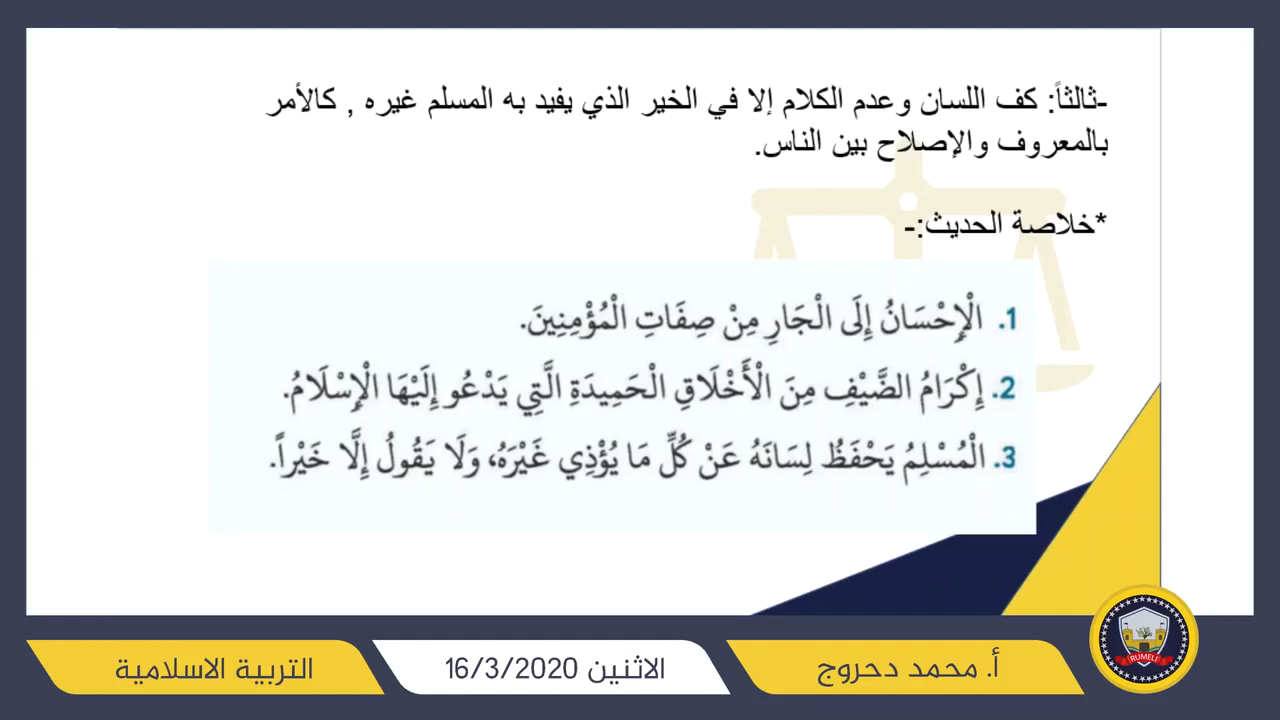 -ثالثاً: كف اللسان وعدم الكلام إلا في الخير الذي يفيد به المسلم غيره , كالأمر
بالمعروف والإصلاح بين الناس.
*خلاصة الحديث:-
1. الْإِحْسَانُ إِلَى الْجَارِ مِنْ صِفَاتِ الْمُؤْمِنِينَ.
2. إِكْرَامُ الضَّيْفِ مِنَ الْأَخْلَاقِ الْحَمِيدَةِ الَّتِي يَدْعُو إِلَيْهَا الْإِسْلَامُ.
3. الْمُسْلِمُ يَحْفَظُ لِسَانَهُ عَنْ كُلِّ مَا يُؤْذِي غَيْرَهُ، وَلَا يَقُولُ إِلَّا خَيْراً.
أ. محمد دحروج
الاثنين 16/3/2020
التربية الاسلامية
RUMELI